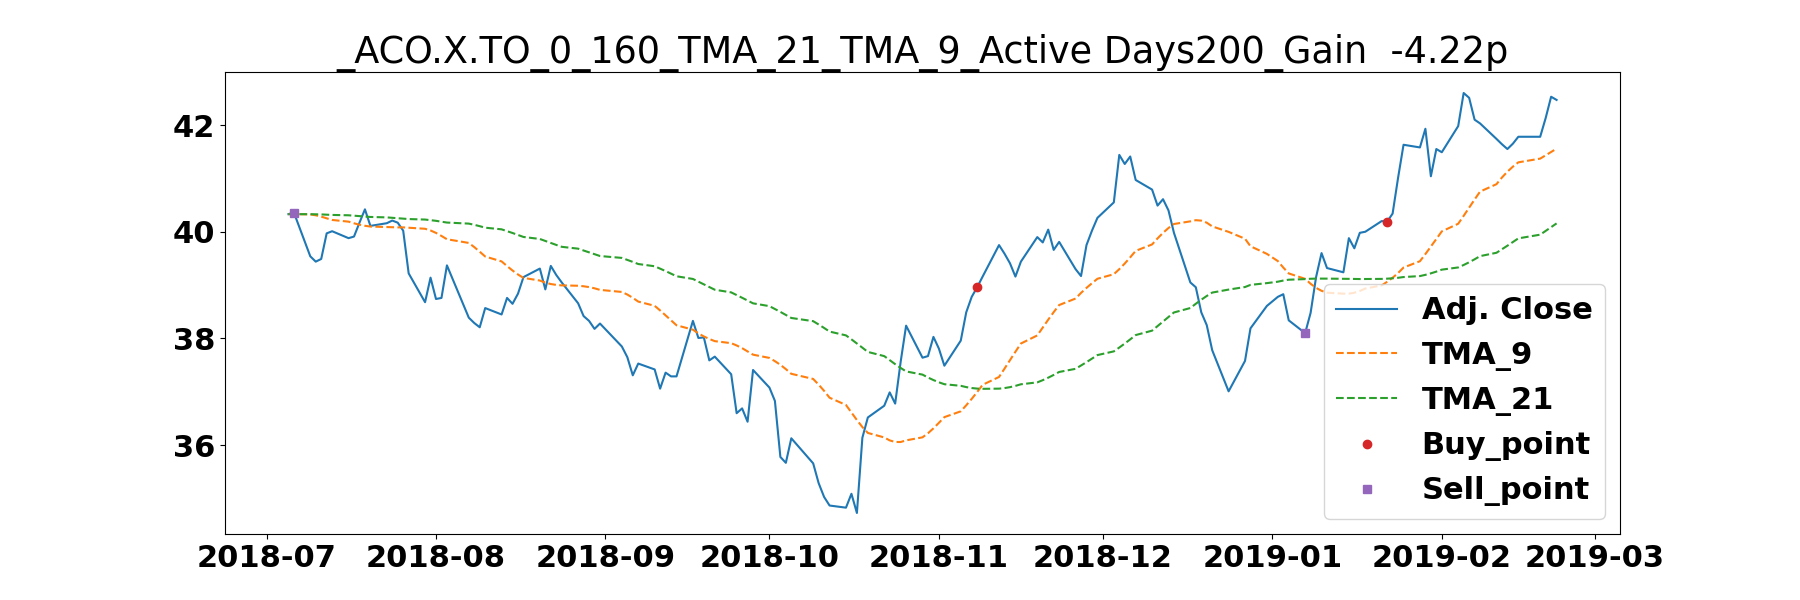 _ACO.X.TO_0_160_TMA_21_TMA_9_Active Days200_Gain  -4.22p
42
40
38
36
2018-07 2018-08 2018-09 2018-10 2018-11 2018-12 2019-01 2019-02 2019-03
Adj. Close
TMA_9
TMA_21
Buy_point
Sell_point